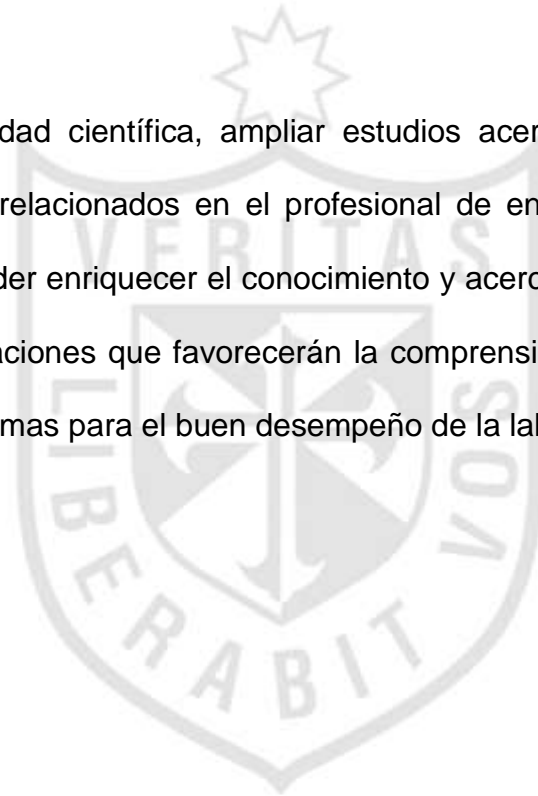 dad científica, ampliar estudios acer
relacionados en el profesional de en
der enriquecer el conocimiento y acerc
aciones que favorecerán la comprensi
mas para el buen desempeño de la lab
VERITAS
LIBERABIT
VOS